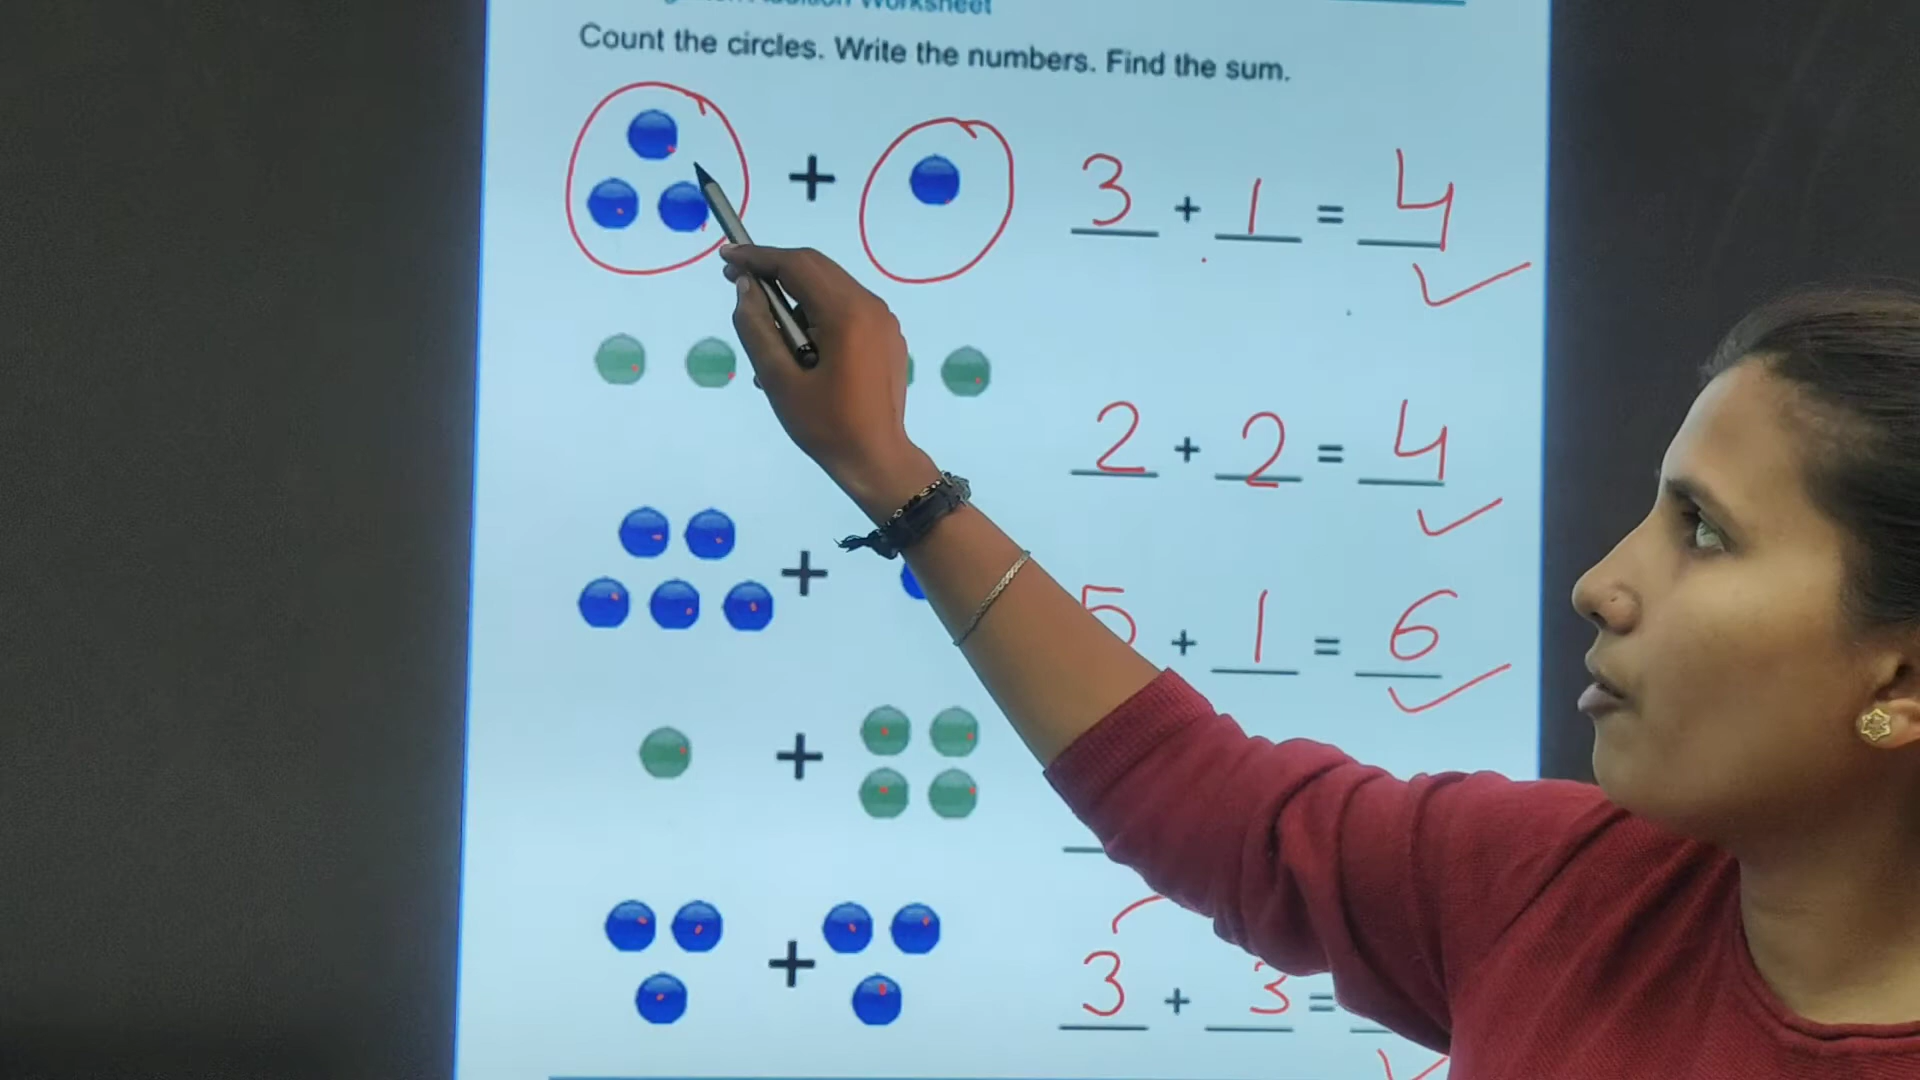 Worksheet
Count the circles. Write the numbers. Find the sum.
+ 3 + 1 = 4
2 + 2 = 4
+ 5 + 1 = 6
+
+ 3 + 3 =